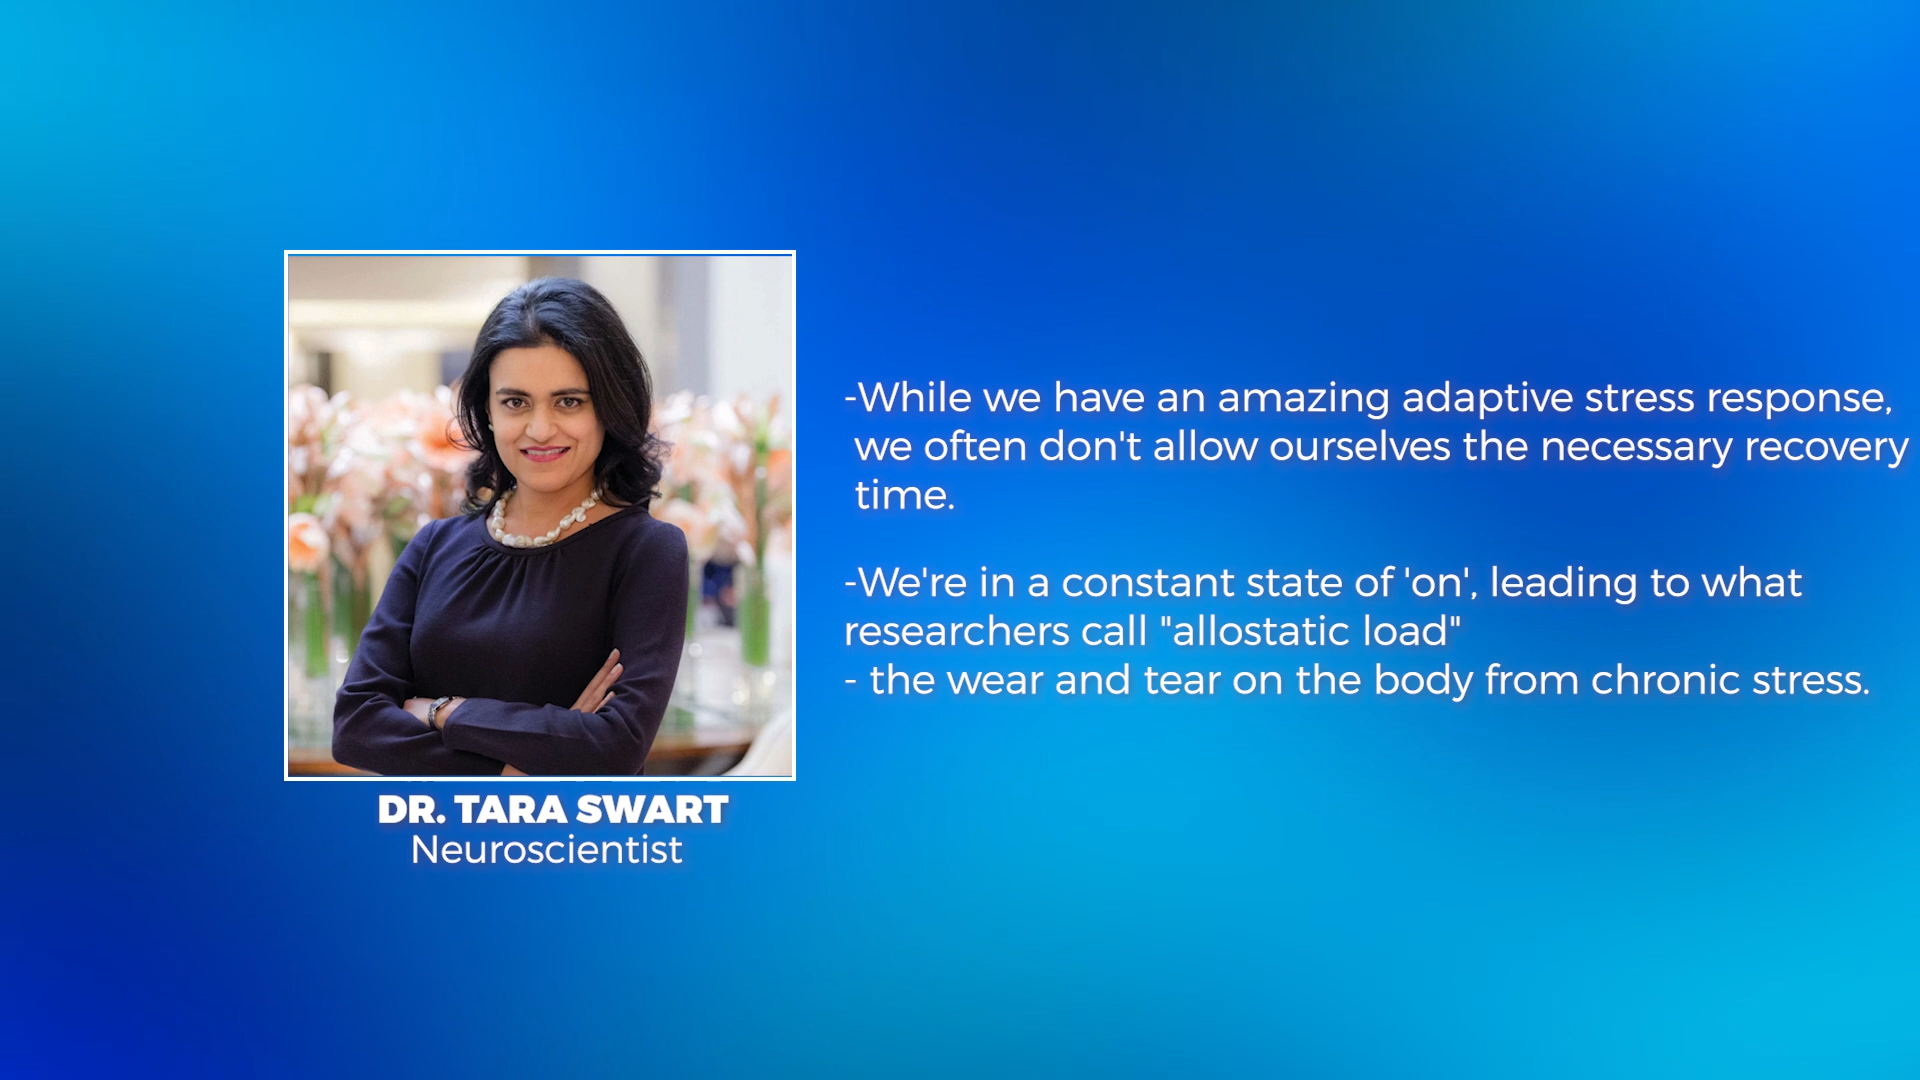 -While we have an amazing adaptive stress response,
we often don't allow ourselves the necessary recovery
time.
-We're in a constant state of 'on', leading to what
researchers call "allostatic load"
- the wear and tear on the body from chronic stress.
DR. TARA SWART
Neuroscientist